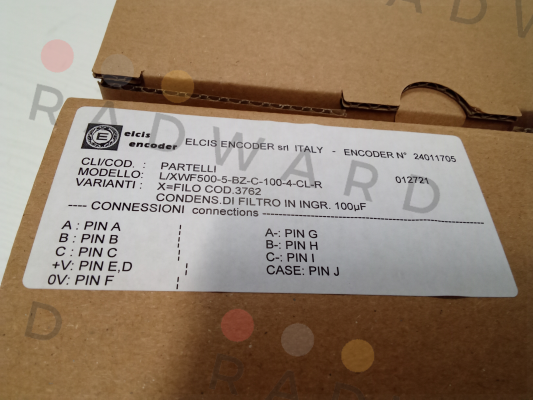 RADWARD
elcis
encoder
ELCIS ENCODER srl ITALY - ENCODER N° 24011705
CLI/COD. : PARTELLI
MODELLO: L/XWF500-5-BZ-C-100-4-CL-R 012721
VARIANTI : X=FILO COD.3762
CONDENS.DI FILTRO IN INGR. 100µF
---- CONNESSIONI connections --------------------
A : PIN A
B : PIN B
C : PIN C
+V: PIN E,D
0V: PIN F
A-: PIN G
B-: PIN H
C-: PIN I
CASE: PIN J